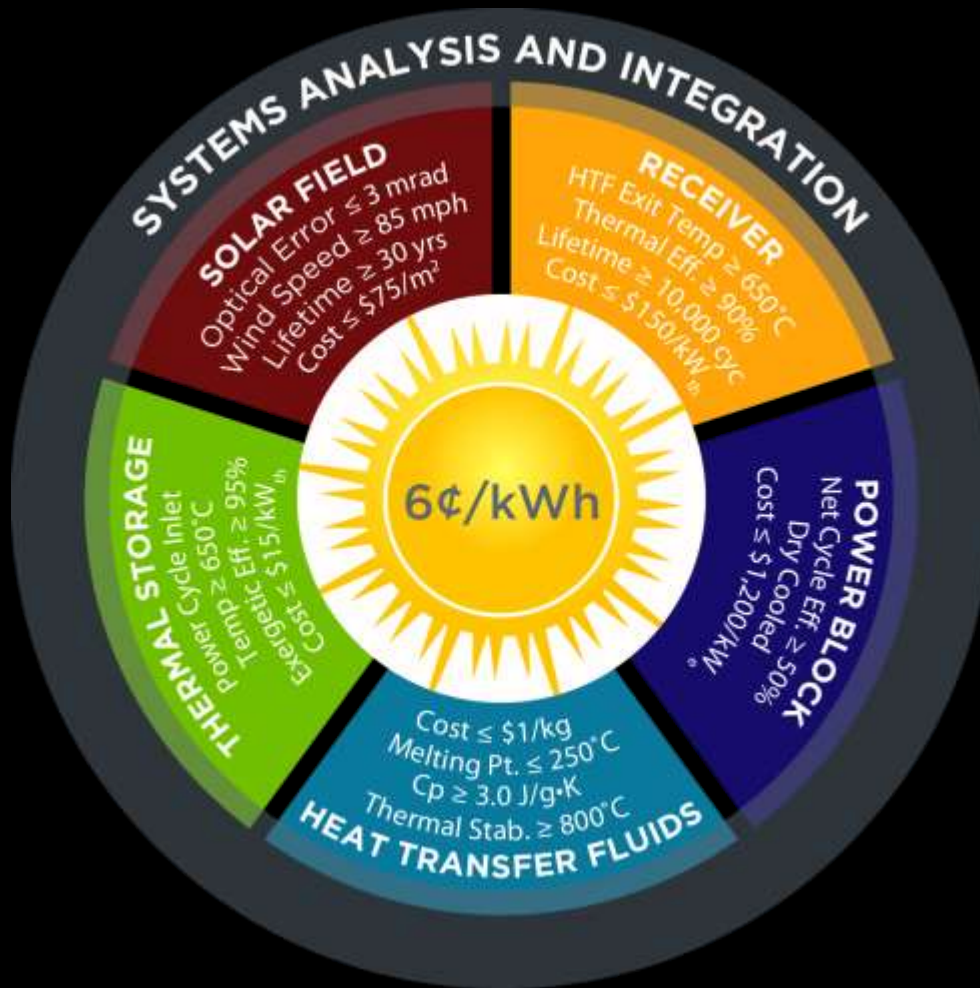 SYSTEMS ANALYSIS AND INTEGRATION
SOLAR FIELD
Optical Error ≤ 3 mrad
Wind Speed ≥ 85 mph
Lifetime ≥ 30 yrs
Cost ≤ $75/m²
RECEIVER
HTF Exit Temp ≥ 650°C
Thermal Eff. ≥ 90%
Lifetime ≥ 10,000 cyc
Cost ≤ $150/kWₜₕ
POWER BLOCK
Net Cycle Eff. ≥ 50%
Dry Cooled
Cost ≤ $1,200/kWₑ
Cost ≤ $1/kg
Melting Pt. ≤ 250°C
Cp ≥ 3.0 J/g•K
Thermal Stab. ≥ 800°C
HEAT TRANSFER FLUIDS
THERMAL STORAGE
Power Cycle Inlet
Temp ≥ 650°C
Exergetic Eff. ≥ 95%
Cost ≤ $15/kWₜₕ
6¢/kWh